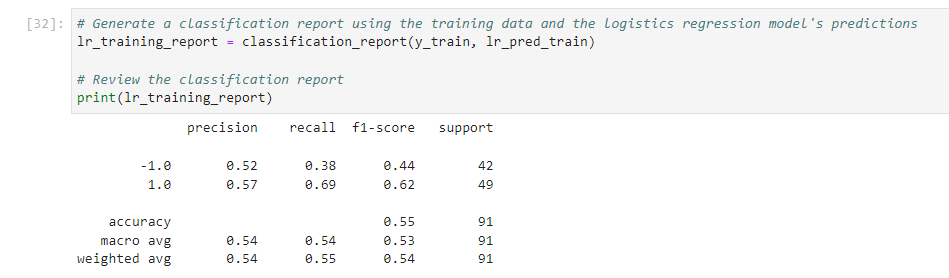 [32]: # Generate a classification report using the training data and the logistics regression model's predictions
lr_training_report = classification_report(y_train, lr_pred_train)
# Review the classification report
print(lr_training_report)
precision recall f1-score support
-1.0 0.52 0.38 0.44 42
1.0 0.57 0.69 0.62 49
accuracy 0.55 91
macro avg 0.54 0.54 0.53 91
weighted avg 0.54 0.55 0.54 91